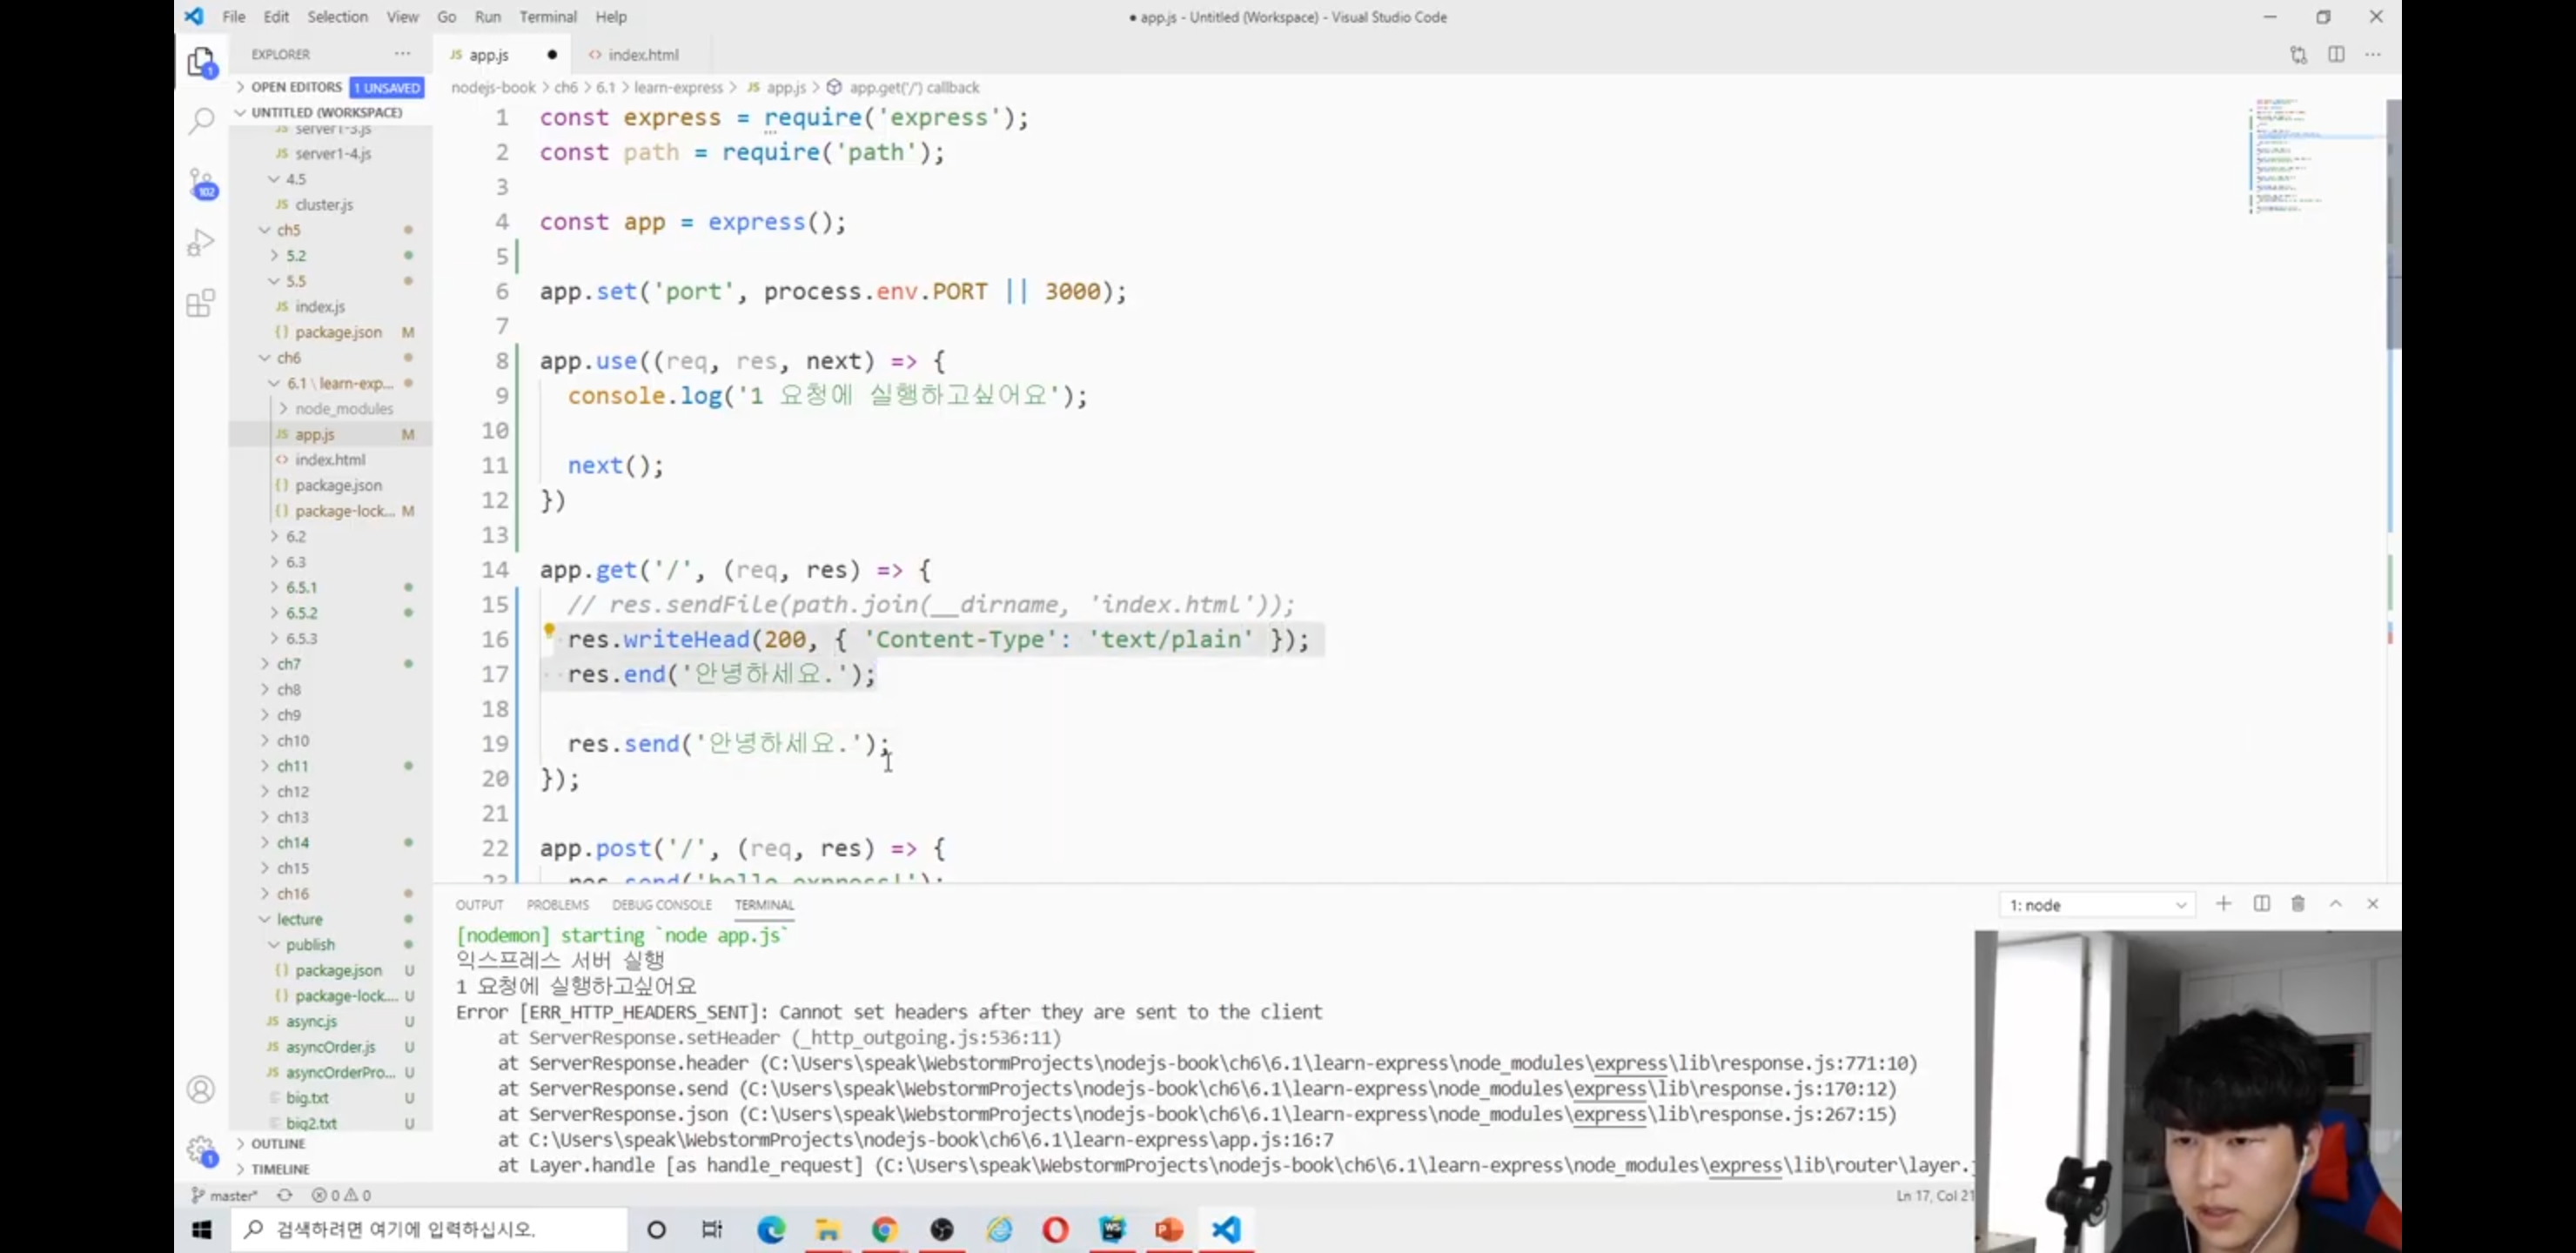 File Edit Selection View Go Run Terminal Help
● app.js - Untitled (Workspace) - Visual Studio Code
EXPLORER
OPEN EDITORS 1 UNSAVED
UNTITLED (WORKSPACE)
server1-3.js
JS server1-4.js
4.5
JS cluster.js
ch5
5.2
5.5
JS index.js
{} package.json M
ch6
6.1 \ learn-exp...
node_modules
JS app.js M
<> index.html
{} package.json
{} package-lock... M
6.2
6.3
6.5.1
6.5.2
6.5.3
ch7
ch8
ch9
ch10
ch11
ch12
ch13
ch14
ch15
ch16
lecture
publish
{} package.json U
{} package-lock.... U
JS async.js U
JS asyncOrder.js U
JS asyncOrderPro... U
big.txt U
big2.txt U
OUTLINE
TIMELINE
1
102
1
JS app.js ●
<> index.html
nodejs-book > ch6 > 6.1 > learn-express > JS app.js > app.get('/') callback
1 const express = require('express');
2 const path = require('path');
3
4 const app = express();
5
6 app.set('port', process.env.PORT || 3000);
7
8 app.use((req, res, next) => {
9 console.log('1 요청에 실행하고싶어요');
10
11 next();
12 })
13
14 app.get('/', (req, res) => {
15 // res.sendFile(path.join(__dirname, 'index.html'));
16 res.writeHead(200, { 'Content-Type': 'text/plain' });
17 res.end('안녕하세요.');
18
19 res.send('안녕하세요.');
20 });
21
22 app.post('/', (req, res) => {
23 res.send('hello express!');
OUTPUT PROBLEMS DEBUG CONSOLE TERMINAL
1: node
[nodemon] starting `node app.js`
익스프레스 서버 실행
1 요청에 실행하고싶어요
Error [ERR_HTTP_HEADERS_SENT]: Cannot set headers after they are sent to the client
at ServerResponse.setHeader (_http_outgoing.js:536:11)
at ServerResponse.header (C:\Users\speak\WebstormProjects\nodejs-book\ch6\6.1\learn-express\node_modules\express\lib\response.js:771:10)
at ServerResponse.send (C:\Users\speak\WebstormProjects\nodejs-book\ch6\6.1\learn-express\node_modules\express\lib\response.js:170:12)
at ServerResponse.json (C:\Users\speak\WebstormProjects\nodejs-book\ch6\6.1\learn-express\node_modules\express\lib\response.js:267:15)
at C:\Users\speak\WebstormProjects\nodejs-book\ch6\6.1\learn-express\app.js:16:7
at Layer.handle [as handle_request] (C:\Users\speak\WebstormProjects\nodejs-book\ch6\6.1\learn-express\node_modules\express\lib\router\layer.j
master* 0 0
Ln 17, Col 21
검색하려면 여기에 입력하십시오.